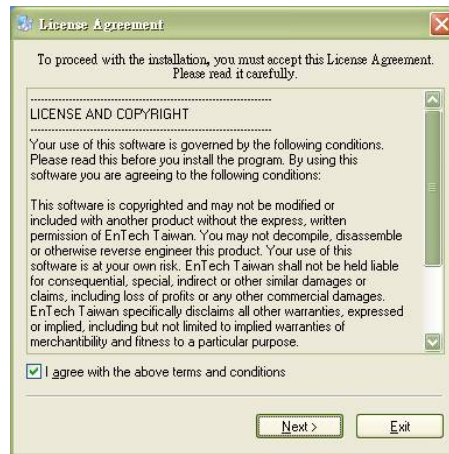 License Agreement
To proceed with the installation, you must accept this License Agreement.
Please read it carefully.
----------------------------------------------------------------------
LICENSE AND COPYRIGHT
----------------------------------------------------------------------
Your use of this software is governed by the following conditions.
Please read this before you install the program. By using this
software you are agreeing to the following conditions:
This software is copyrighted and may not be modified or
included with another product without the express, written
permission of EnTech Taiwan. You may not decompile, disassemble
or otherwise reverse engineer this product. Your use of this
software is at your own risk. EnTech Taiwan shall not be held liable
for consequential, special, indirect or other similar damages or
claims, including loss of profits or any other commercial damages.
EnTech Taiwan specifically disclaims all other warranties, expressed
or implied, including but not limited to implied warranties of
merchantibility and fitness to a particular purpose.
I agree with the above terms and conditions
Next >
Exit